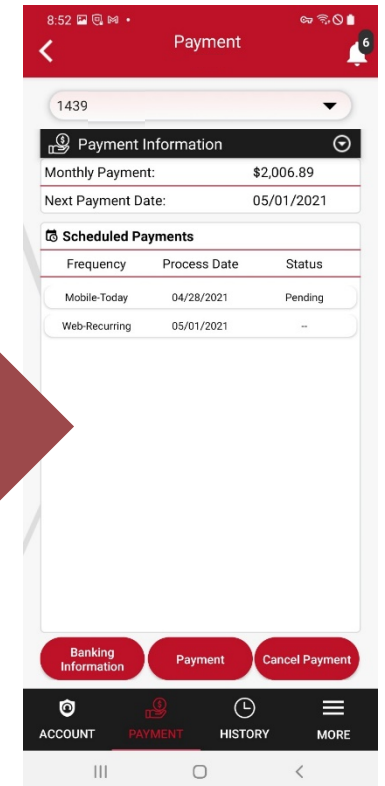 8:52
Payment
6
1439
Payment Information
Monthly Payment: $2,006.89
Next Payment Date: 05/01/2021
Scheduled Payments
Frequency Process Date Status
Mobile-Today 04/28/2021 Pending
Web-Recurring 05/01/2021 --
Banking
Information
Payment
Cancel Payment
ACCOUNT PAYMENT HISTORY MORE